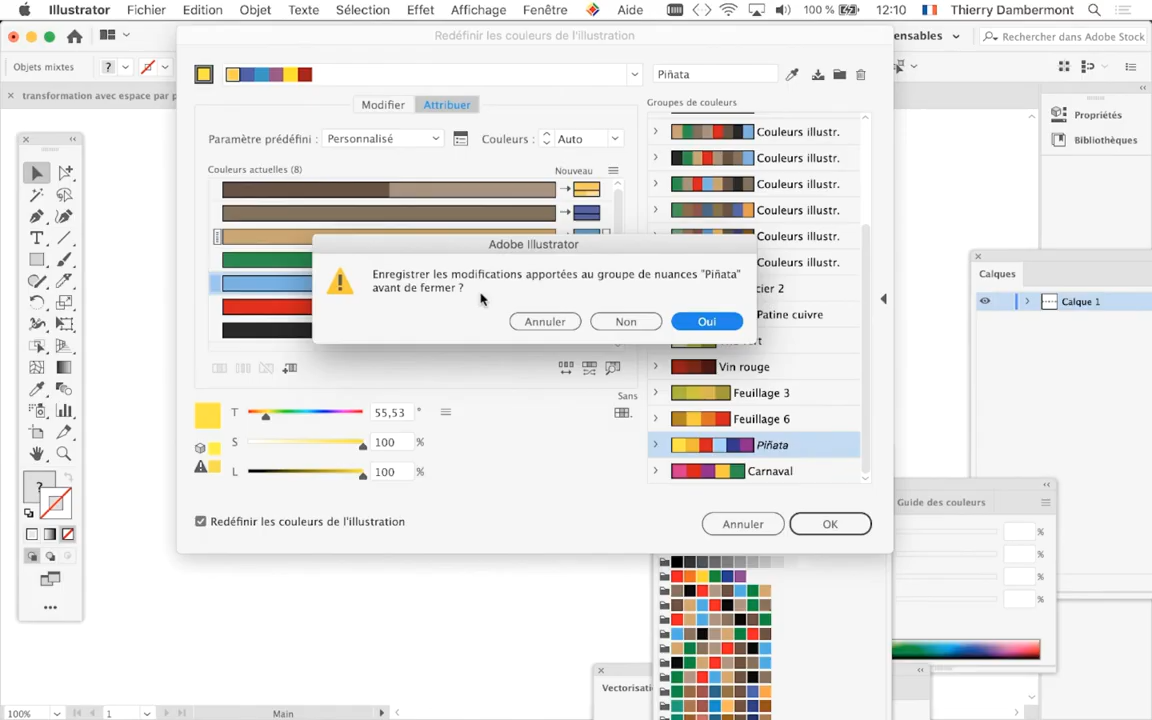 Illustrator Fichier Edition Objet Texte Sélection Effet Affichage Fenêtre Aide 100 % 12:10 Thierry Dambermont
Redéfinir les couleurs de l'illustration
ensables
Rechercher dans Adobe Stock
Objets mixtes
?
Piñata
transformation avec espace par p
Modifier Attribuer
Groupes de couleurs
Propriétés
Bibliothèques
Paramètre prédéfini : Personnalisé Couleurs : Auto
Couleurs actuelles (8) Nouveau
Couleurs illustr.
Couleurs illustr.
Couleurs illustr.
Couleurs illustr.
Couleurs illustr.
Couleurs illustr.
cier 2
Patine cuivre
Vin rouge
Feuillage 3
Feuillage 6
Piñata
Carnaval
Adobe Illustrator
Enregistrer les modifications apportées au groupe de nuances "Piñata"
avant de fermer ?
Annuler Non Oui
Calques
Calque 1
Sans
T 55,53 °
S 100 %
L 100 %
?
Redéfinir les couleurs de l'illustration
Annuler OK
Guide des couleurs
%
%
%
%
Vectorisati
100% 1 Main